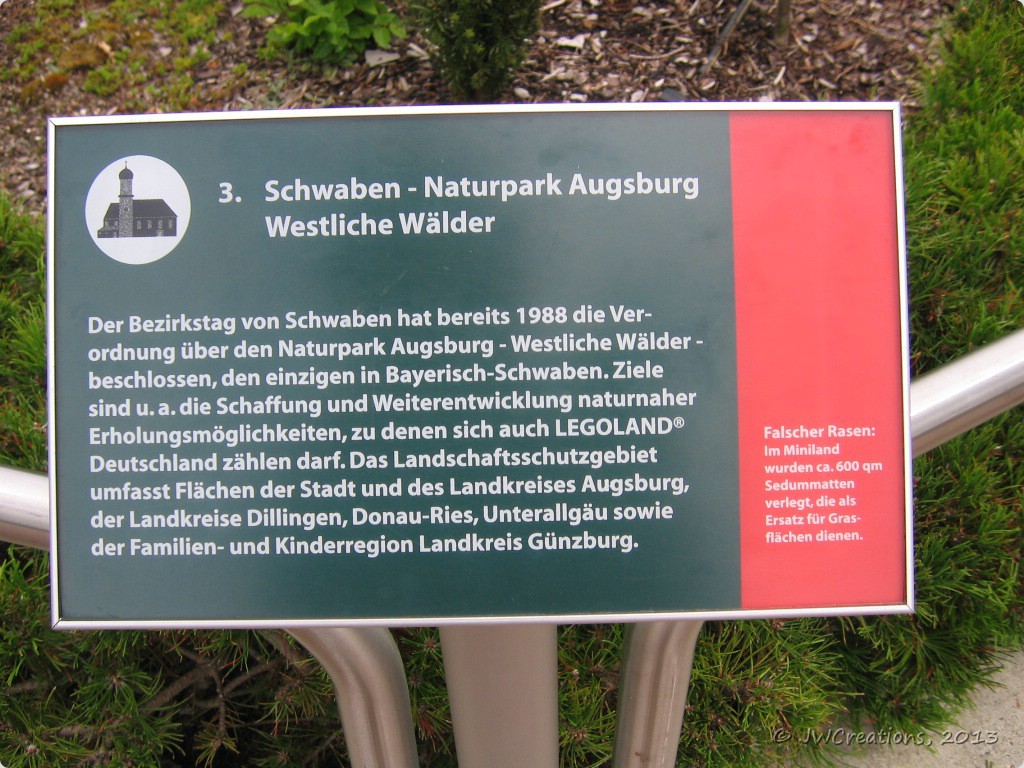 3. Schwaben - Naturpark Augsburg
Westliche Wälder
Der Bezirkstag von Schwaben hat bereits 1988 die Ver-
ordnung über den Naturpark Augsburg - Westliche Wälder -
beschlossen, den einzigen in Bayerisch-Schwaben. Ziele
sind u. a. die Schaffung und Weiterentwicklung naturnaher
Erholungsmöglichkeiten, zu denen sich auch LEGOLAND®
Deutschland zählen darf. Das Landschaftsschutzgebiet
umfasst Flächen der Stadt und des Landkreises Augsburg,
der Landkreise Dillingen, Donau-Ries, Unterallgäu sowie
der Familien- und Kinderregion Landkreis Günzburg.
Falscher Rasen:
Im Miniland
wurden ca. 600 qm
Sedummatten
verlegt, die als
Ersatz für Gras-
flächen dienen.
© JWCreations, 2013